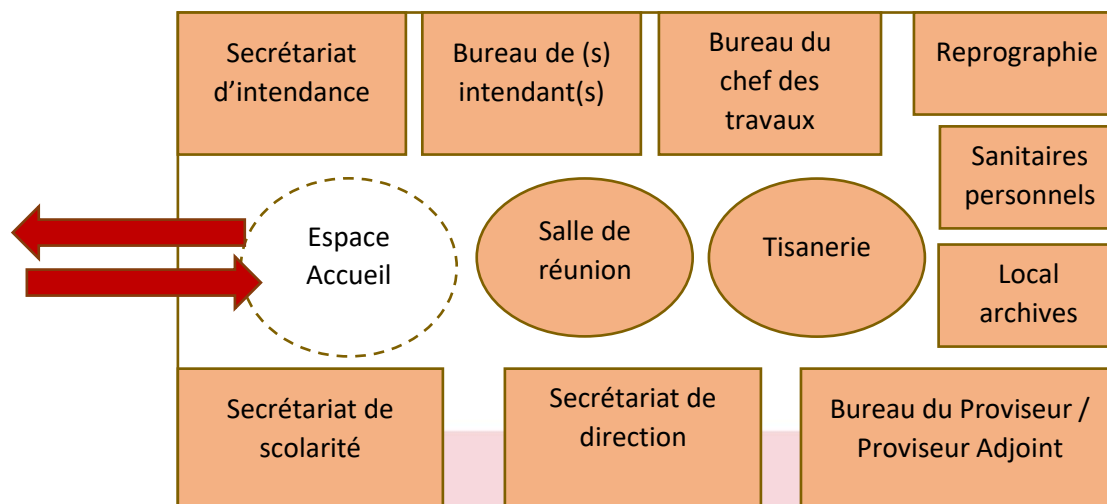 Secrétariat
d’intendance
Bureau de (s)
intendant(s)
Bureau du
chef des
travaux
Reprographie
Sanitaires
personnels
Espace
Accueil
Salle de
réunion
Tisanerie
Local
archives
Secrétariat de
scolarité
Secrétariat de
direction
Bureau du Proviseur /
Proviseur Adjoint